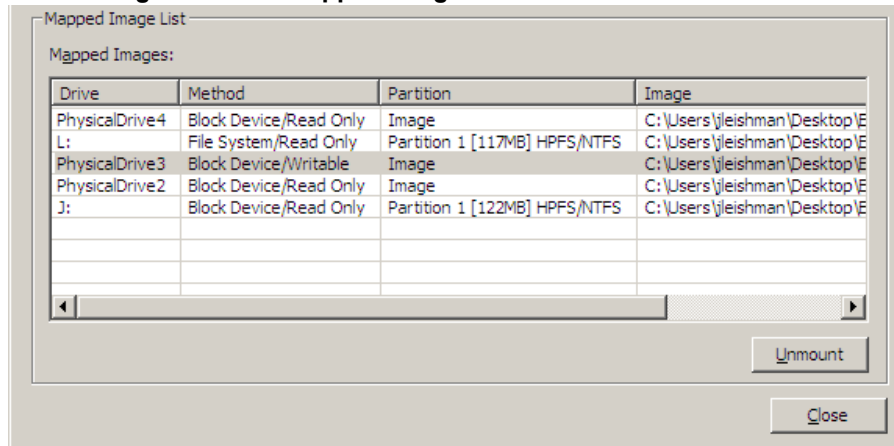 Mapped Image List
Mapped Images:
Drive Method Partition Image
PhysicalDrive4 Block Device/Read Only Image C:\Users\jleishman\Desktop\E
L: File System/Read Only Partition 1 [117MB] HPFS/NTFS C:\Users\jleishman\Desktop\E
PhysicalDrive3 Block Device/Writable Image C:\Users\jleishman\Desktop\E
PhysicalDrive2 Block Device/Read Only Image C:\Users\jleishman\Desktop\E
J: Block Device/Read Only Partition 1 [122MB] HPFS/NTFS C:\Users\jleishman\Desktop\E
Unmount
Close